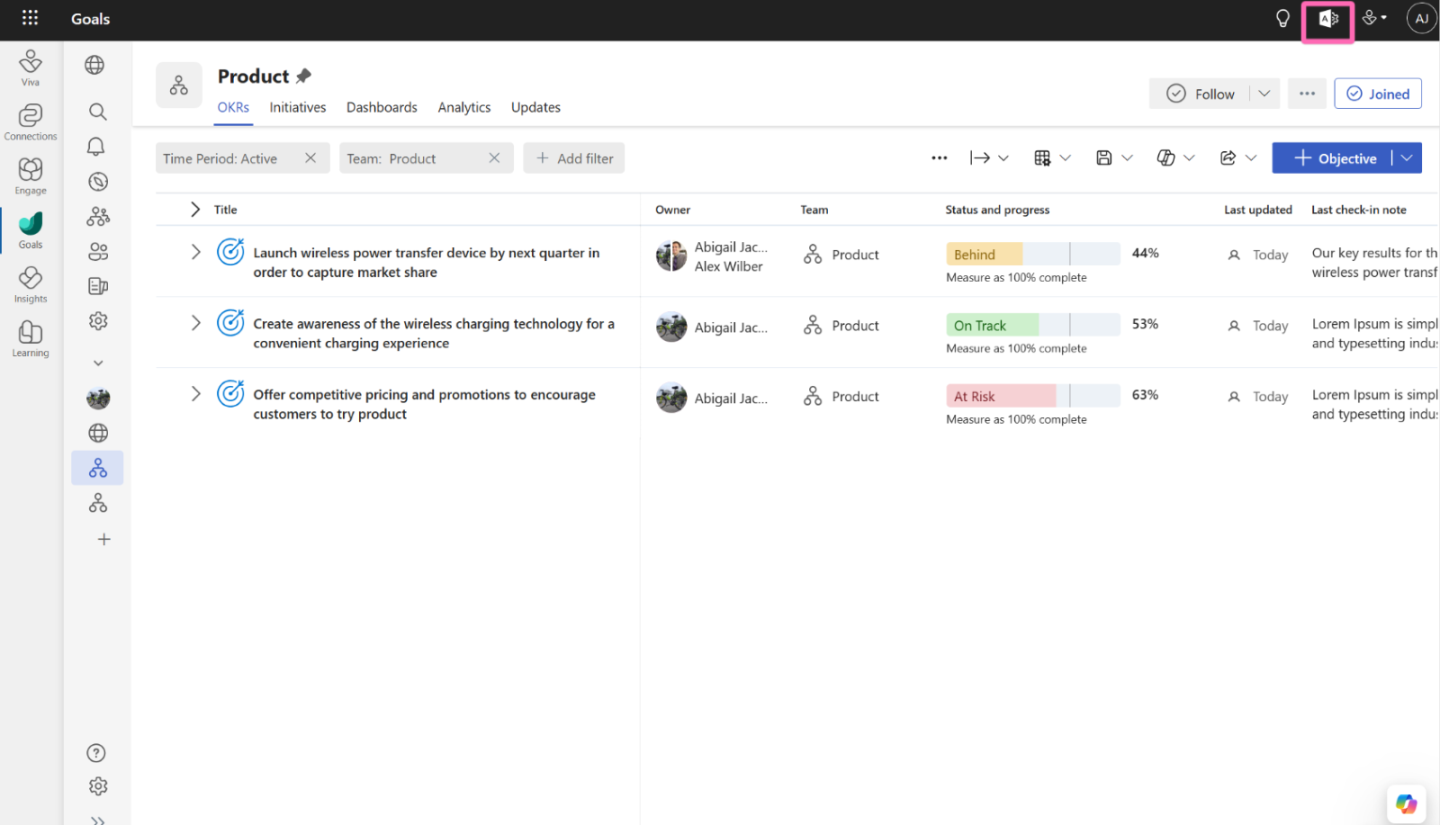 Goals
A
AJ
Viva
Connections
Engage
Goals
Insights
Learning
Product
OKRs Initiatives Dashboards Analytics Updates
Follow
Joined
Time Period: Active
Team: Product
Add filter
Objective
Title Owner Team Status and progress Last updated Last check-in note
Launch wireless power transfer device by next quarter in
order to capture market share
Abigail Jac...
Alex Wilber
Product
Behind 44%
Measure as 100% complete
Today
Our key results for th
wireless power transf
Create awareness of the wireless charging technology for a
convenient charging experience
Abigail Jac...
Product
On Track 53%
Measure as 100% complete
Today
Lorem Ipsum is simpl
and typesetting indu
Offer competitive pricing and promotions to encourage
customers to try product
Abigail Jac...
Product
At Risk 63%
Measure as 100% complete
Today
Lorem Ipsum is simpl
and typesetting indu